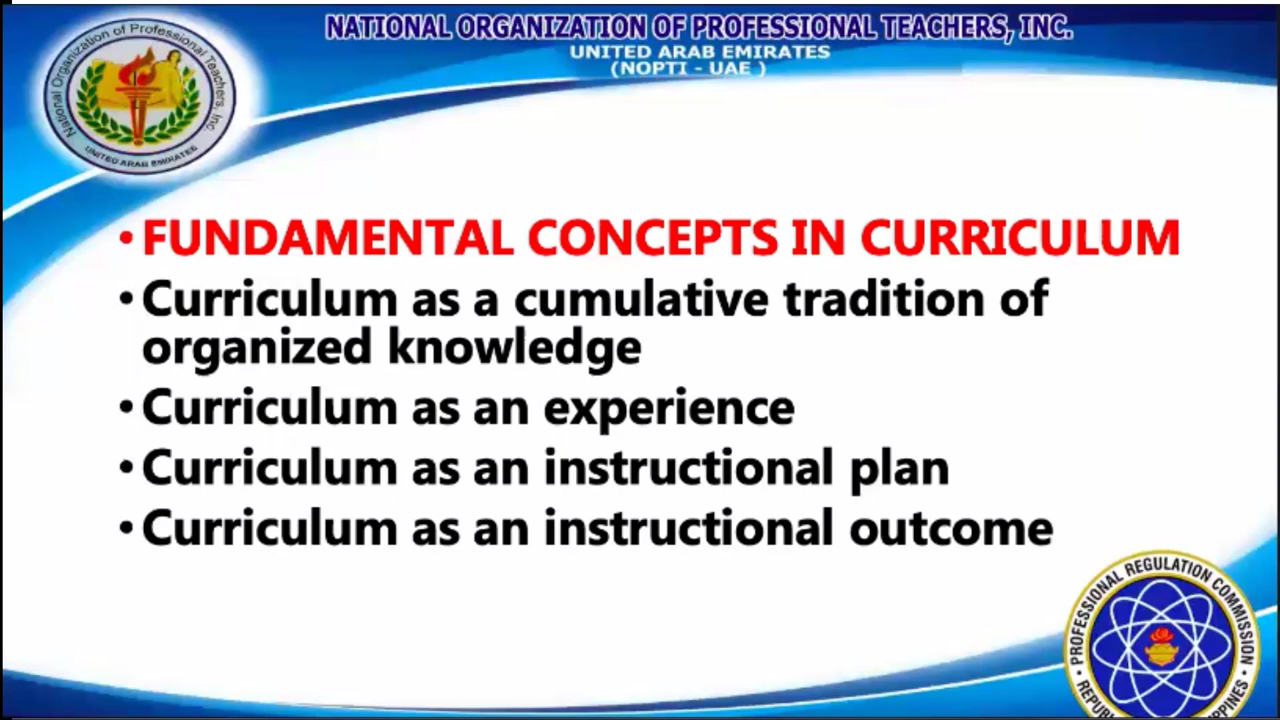 NATIONAL ORGANIZATION OF PROFESSIONAL TEACHERS, INC.
UNITED ARAB EMIRATES
(NOPTI - UAE )
National Organization of Professional Teachers, Inc.
UNITED ARAB EMIRATES
• FUNDAMENTAL CONCEPTS IN CURRICULUM
• Curriculum as a cumulative tradition of
organized knowledge
• Curriculum as an experience
• Curriculum as an instructional plan
• Curriculum as an instructional outcome
• PROFESSIONAL REGULATION COMMISSION •